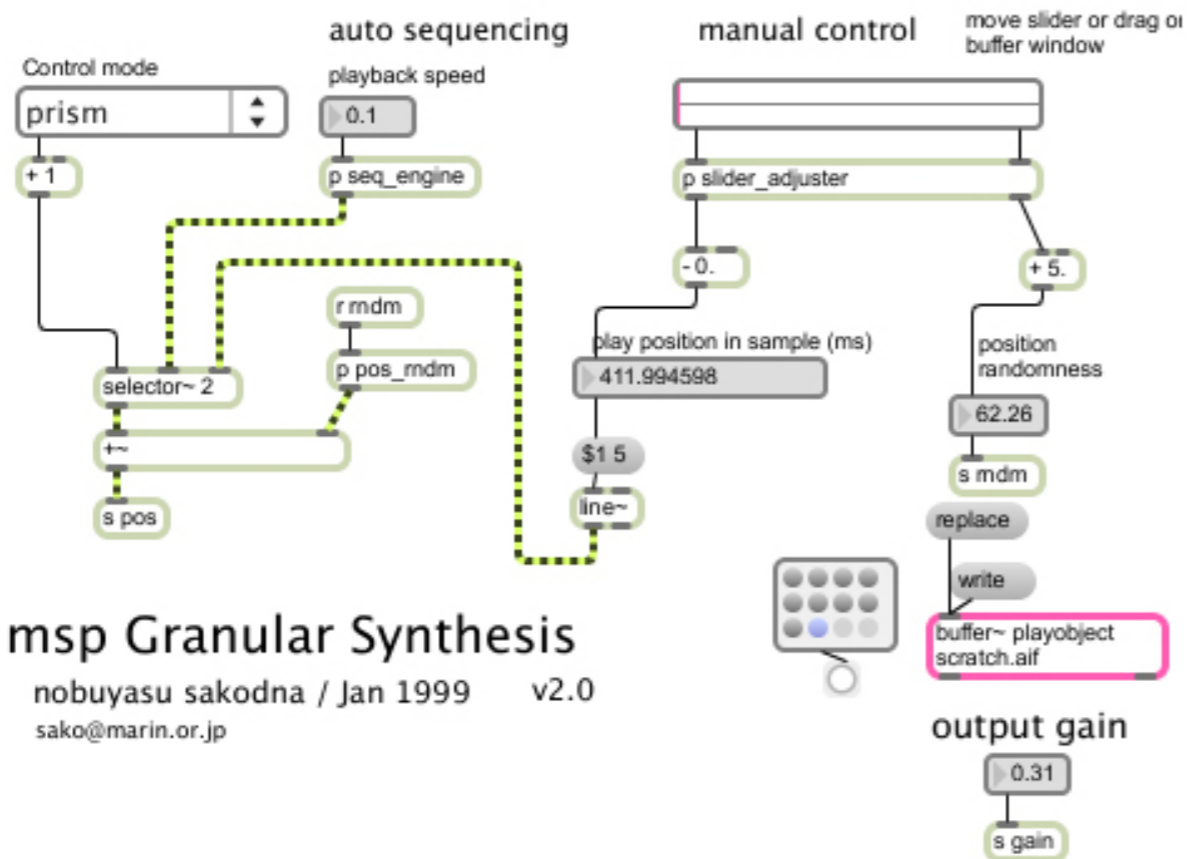 auto sequencing
manual control
move slider or drag
buffer window
Control mode
playback speed
prism
0.1
+ 1
p seq_engine
p slider_adjuster
- 0.
+ 5.
r rndm
play position in sample (ms)
position
randomness
p pos_rndm
411.994598
selector~ 2
62.26
+~
$1 5
s rndm
line~
s pos
replace
write
msp Granular Synthesis
buffer~ playobject
scratch.aif
nobuyasu sakodna / Jan 1999
v2.0
sako@marin.or.jp
output gain
0.31
s gain